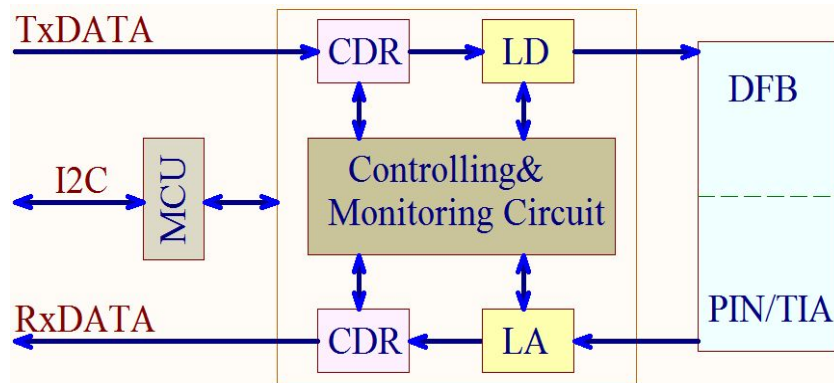 TxDATA
CDR
LD
DFB
I2C
MCU
Controlling&
Monitoring Circuit
PIN/TIA
RxDATA
CDR
LA